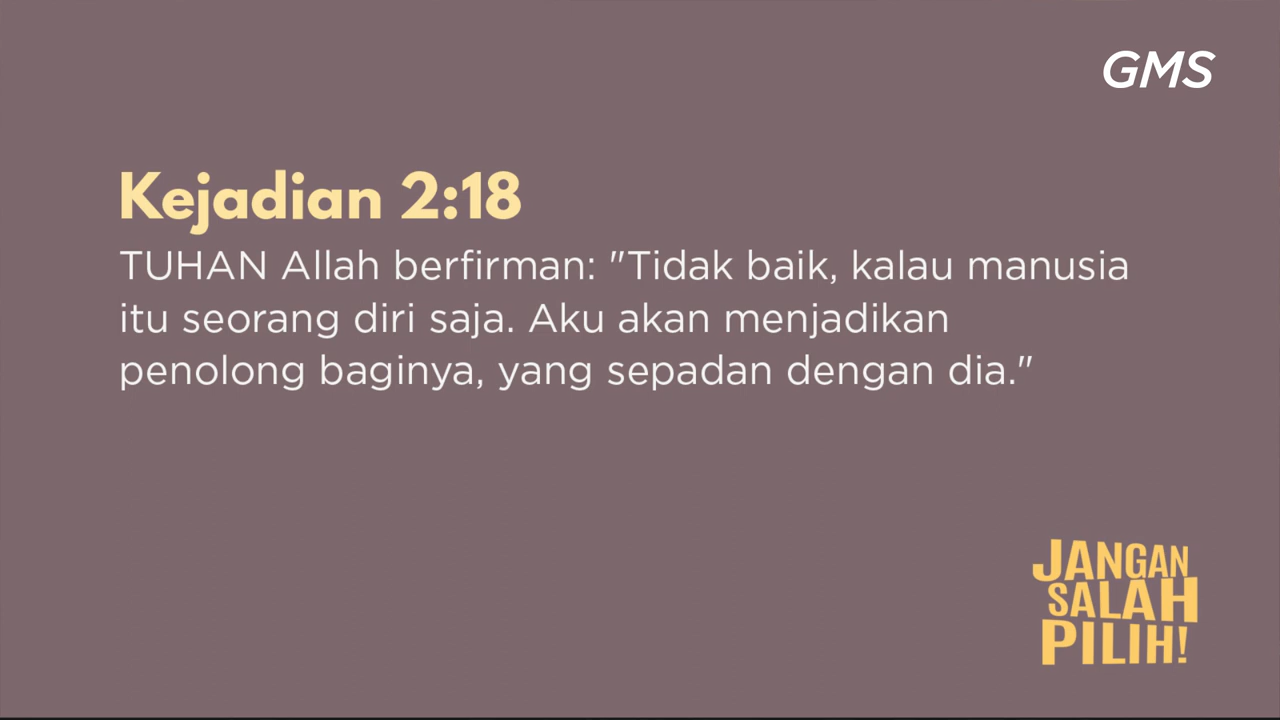 GMS
Kejadian 2:18
TUHAN Allah berfirman: "Tidak baik, kalau manusia
itu seorang diri saja. Aku akan menjadikan
penolong baginya, yang sepadan dengan dia."
JANGAN
SALAH
PILIH!